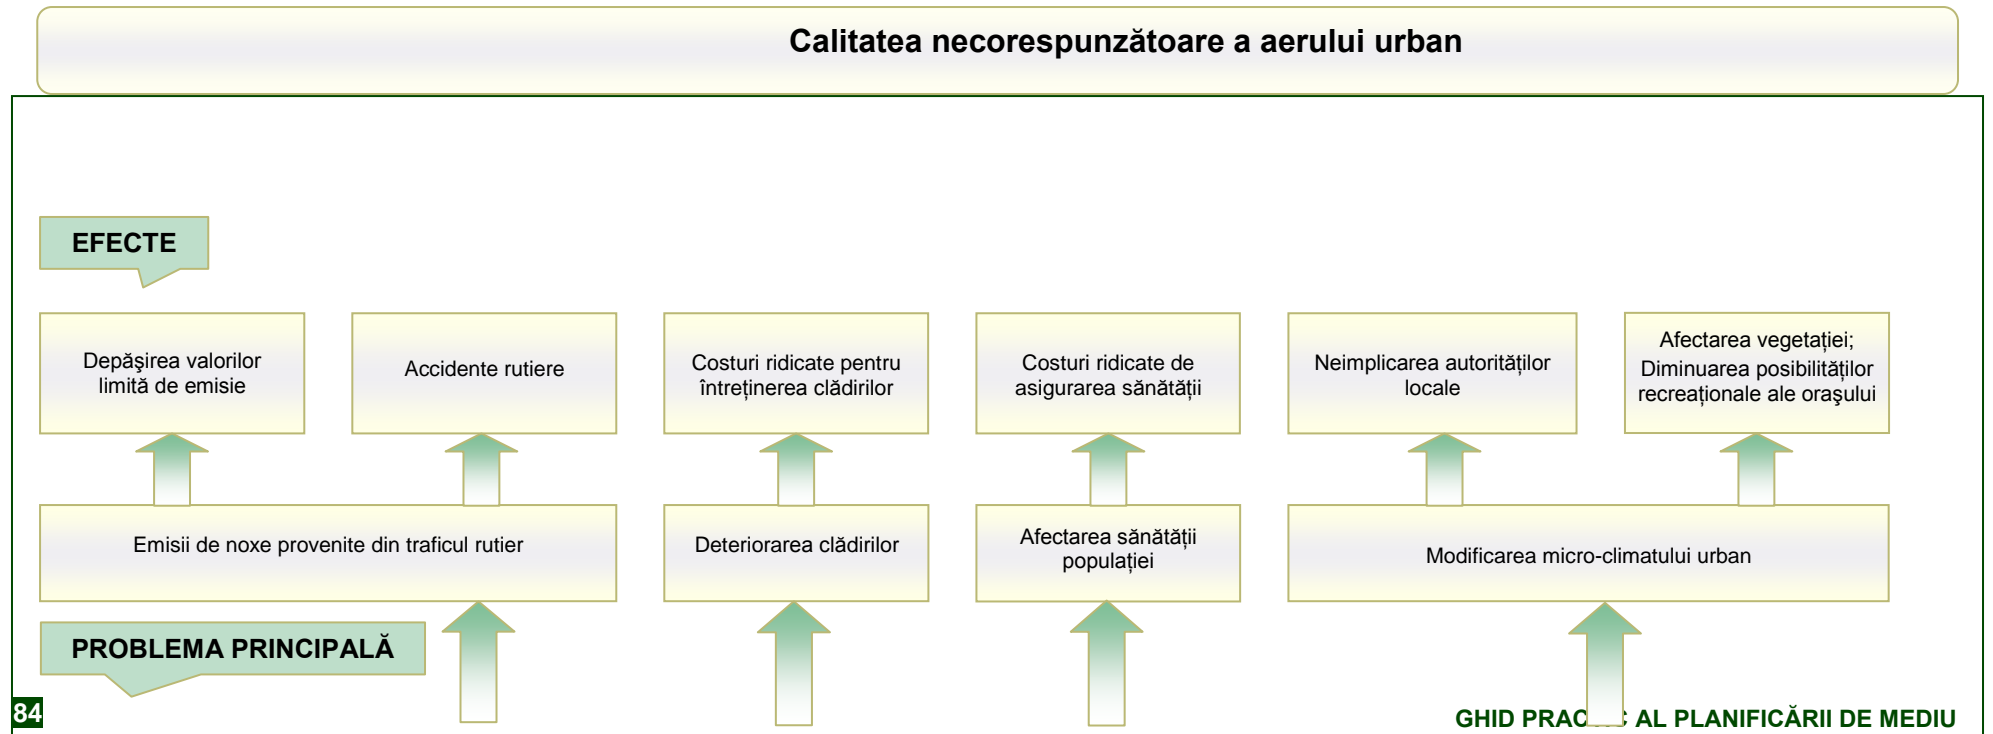 Calitatea necorespunzătoare a aerului urban
EFECTE
Depăşirea valorilor
limită de emisie
Accidente rutiere
Costuri ridicate pentru
întreținerea clădirilor
Costuri ridicate de
asigurarea sănătății
Neimplicarea autorităților
locale
Afectarea vegetației;
Diminuarea posibilităților
recreaționale ale oraşului
Emisii de noxe provenite din traficul rutier
Deteriorarea clădirilor
Afectarea sănătății
populației
Modificarea micro-climatului urban
PROBLEMA PRINCIPALĂ
84
GHID AL PLANIFICĂRII DE MEDIU